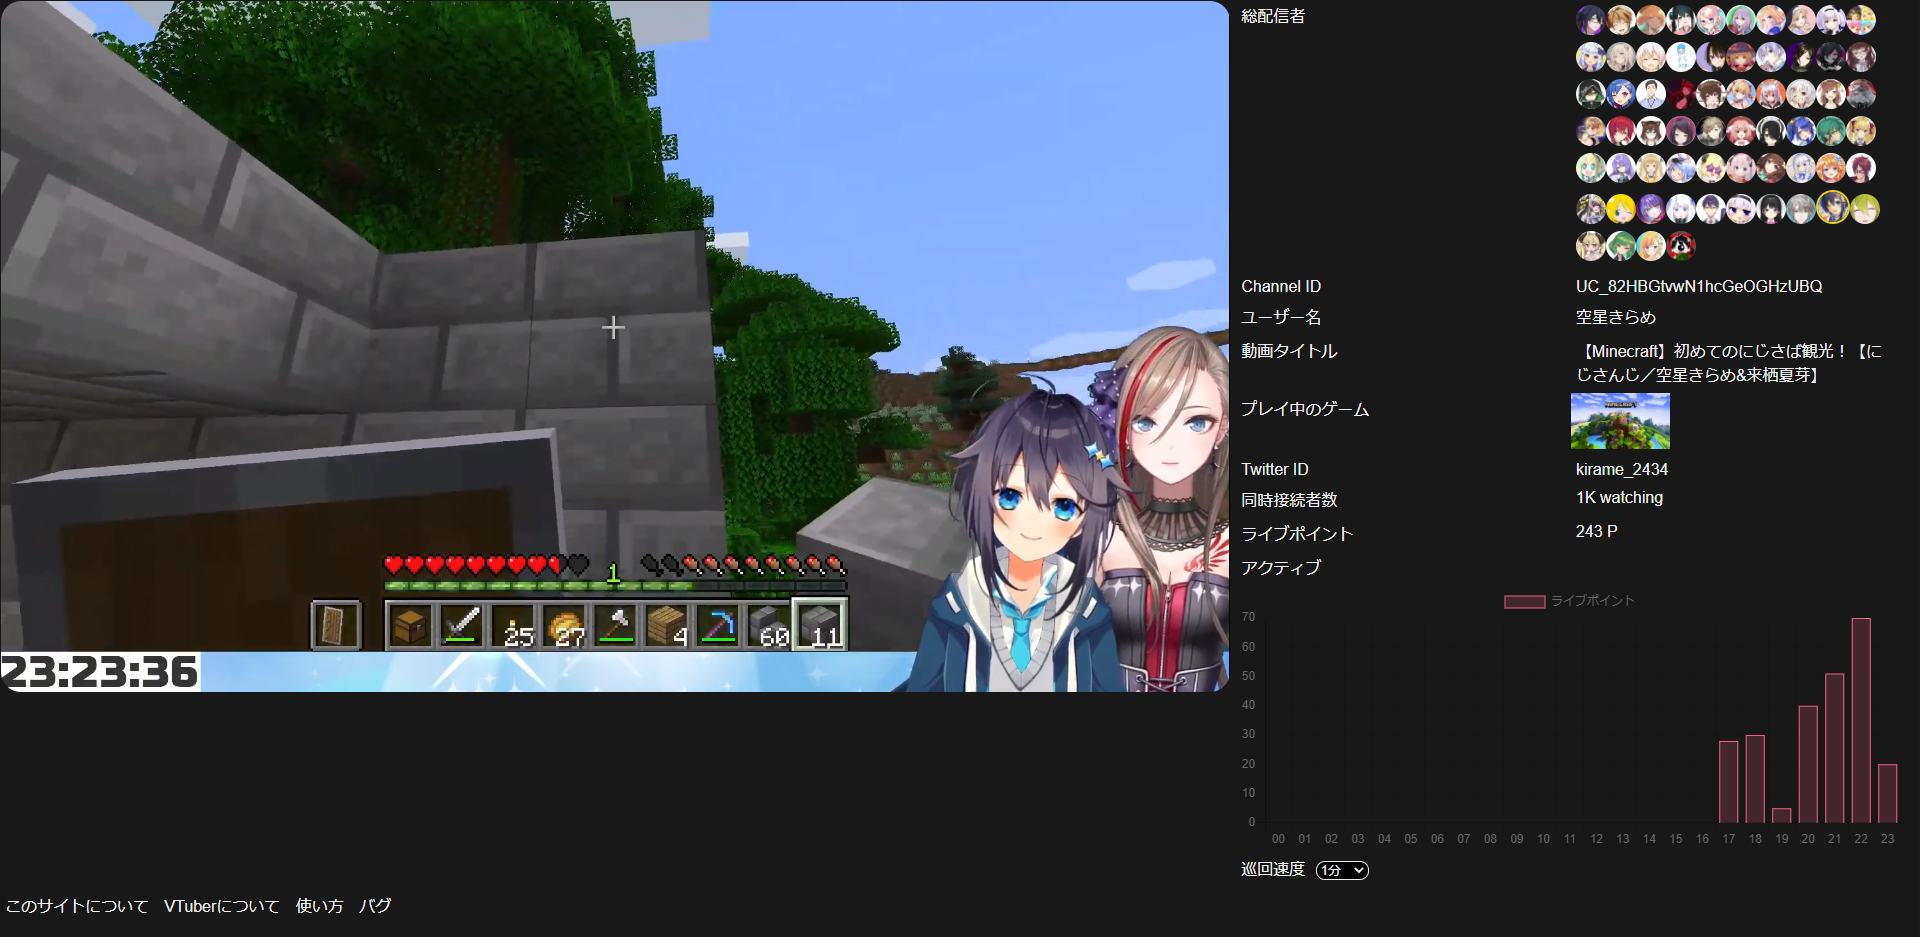 総配信者
Channel ID
UC_82HBGtvwN1hcGeOGHzUBQ
ユーザー名
空星きらめ
動画タイトル
【Minecraft】初めてのにじさば観光！【に
じさんじ／空星きらめ&来栖夏芽】
プレイ中のゲーム
Twitter ID
kirame_2434
同時接続者数
1K watching
ライブポイント
243 P
アクティブ
ライブポイント
70
60
50
40
30
20
10
0
00 01 02 03 04 05 06 07 08 09 10 11 12 13 14 15 16 17 18 19 20 21 22 23
巡回速度 1分
1
25 27 4 60 11
23:23:36
このサイトについて VTuberについて 使い方 バグ